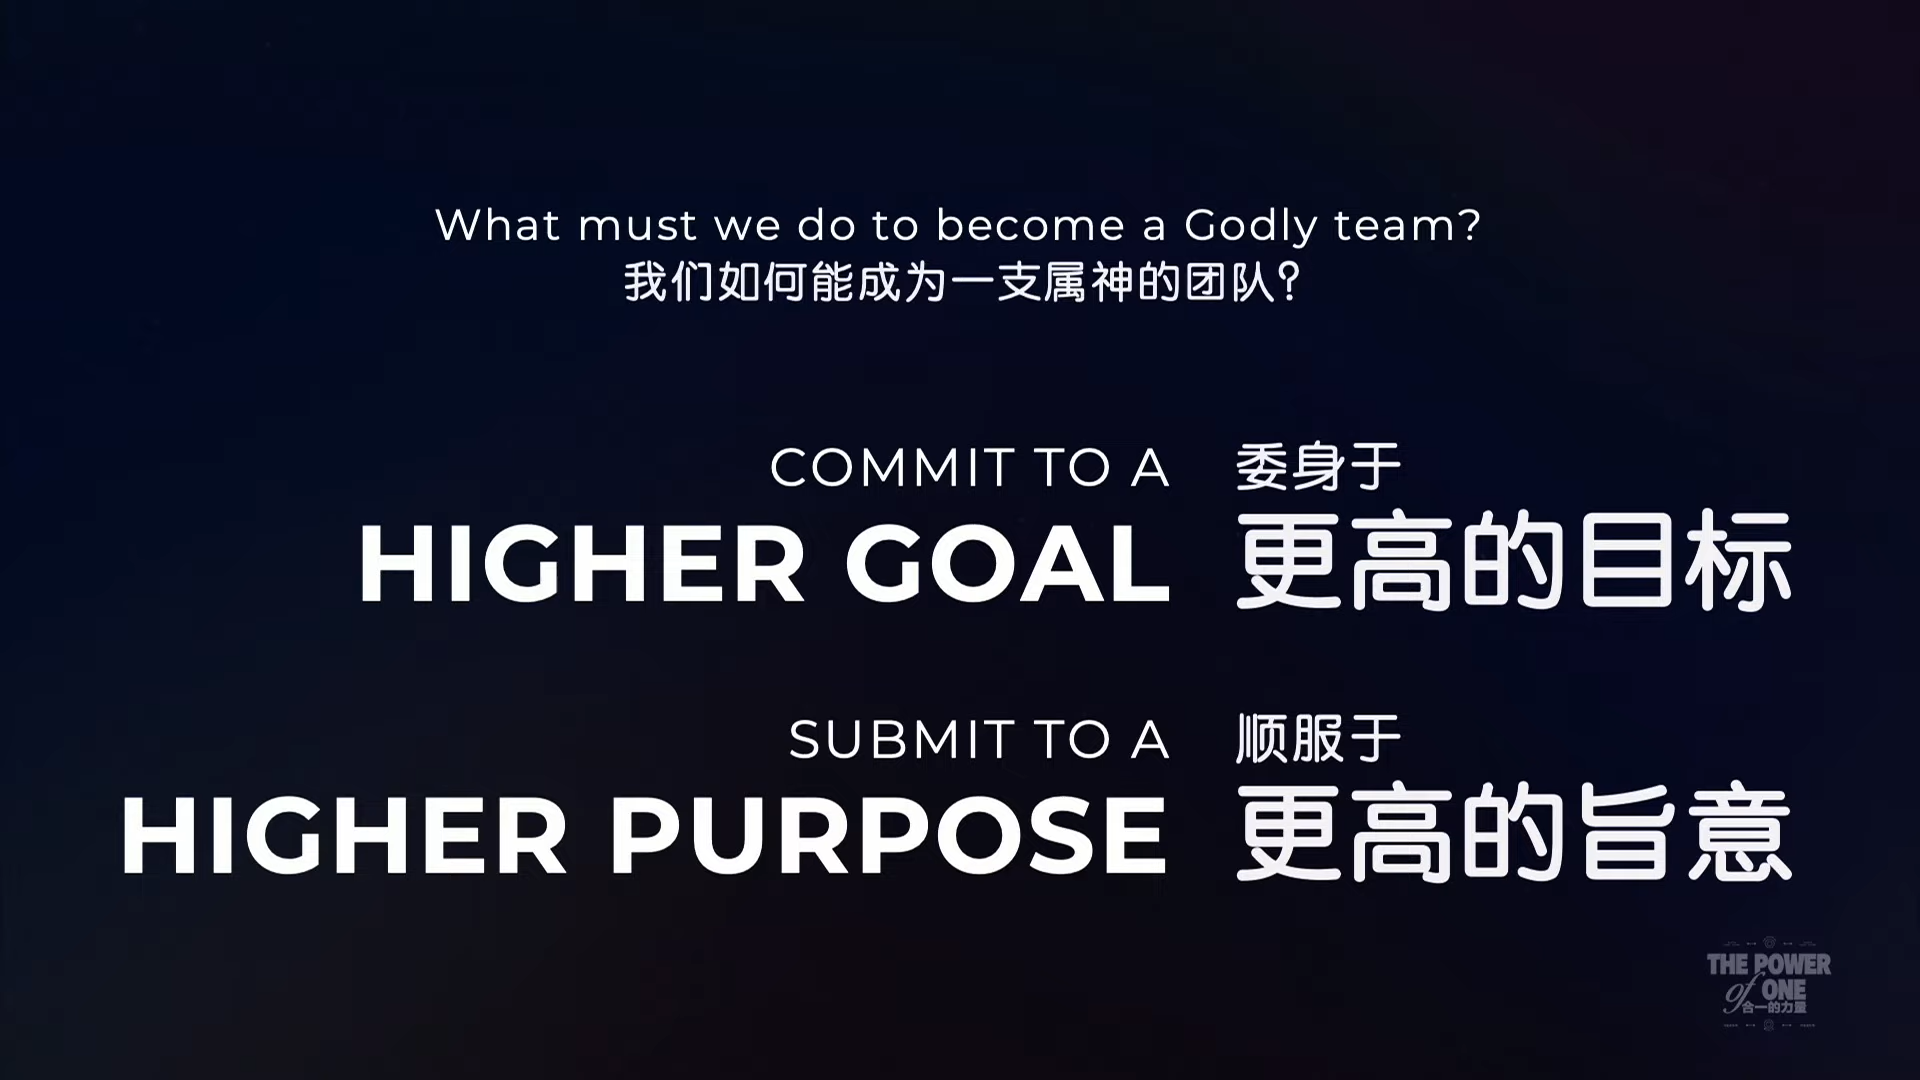 What must we do to become a Godly team?
我们如何能成为一支属神的团队？
COMMIT TO A
HIGHER GOAL
委身于
更高的目标
SUBMIT TO A
HIGHER PURPOSE
顺服于
更高的旨意
THE POWER
of ONE
合一的力量